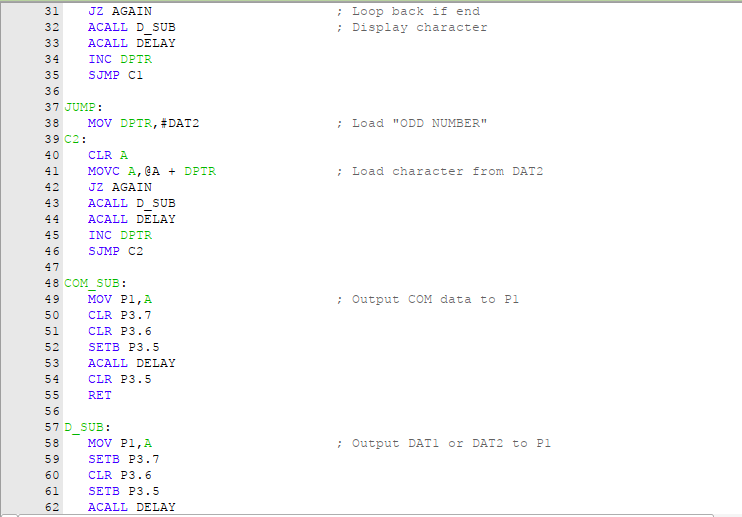 31 JZ AGAIN ; Loop back if end
32 ACALL D_SUB ; Display character
33 ACALL DELAY
34 INC DPTR
35 SJMP C1
36
37 JUMP:
38 MOV DPTR,#DAT2 ; Load "ODD NUMBER"
39 C2:
40 CLR A
41 MOVC A,@A + DPTR ; Load character from DAT2
42 JZ AGAIN
43 ACALL D_SUB
44 ACALL DELAY
45 INC DPTR
46 SJMP C2
47
48 COM_SUB:
49 MOV P1,A ; Output COM data to P1
50 CLR P3.7
51 CLR P3.6
52 SETB P3.5
53 ACALL DELAY
54 CLR P3.5
55 RET
56
57 D_SUB:
58 MOV P1,A ; Output DAT1 or DAT2 to P1
59 SETB P3.7
60 CLR P3.6
61 SETB P3.5
62 ACALL DELAY